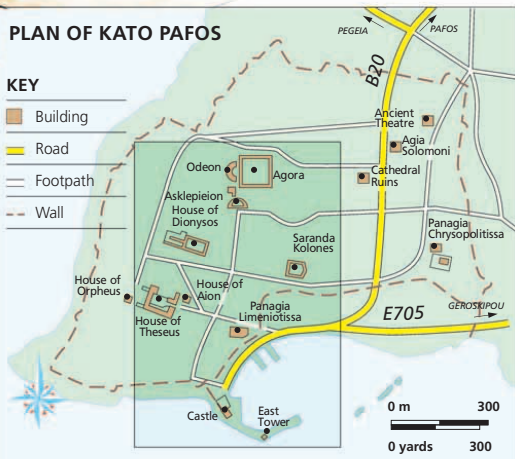 PLAN OF KATO PAFOS
KEY
Building
Road
Footpath
Wall
PEGEIA
PAFOS
B20
Ancient
Theatre
Agia
Solomoni
Cathedral
Ruins
Odeon
Agora
Asklepieion
House of
Dionysos
Saranda
Kolones
Panagia
Chrysopolitissa
House of
Orpheus
House of
Aion
House of
Theseus
Panagia
Limeniotissa
E705
GEROSKIPOU
Castle
East
Tower
0 m 300
0 yards 300